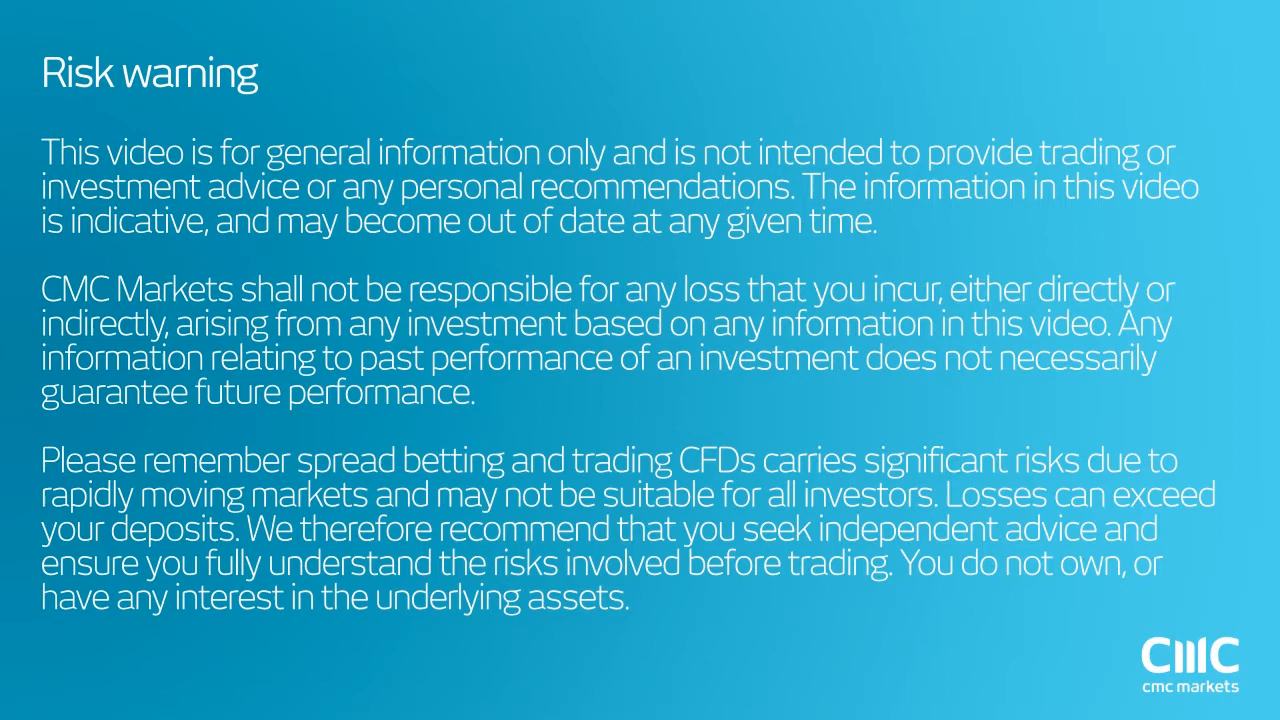 Risk warning
This video is for general information only and is not intended to provide trading or
investment advice or any personal recommendations. The information in this video
is indicative, and may become out of date at any given time.
CMC Markets shall not be responsible for any loss that you incur, either directly or
indirectly, arising from any investment based on any information in this video. Any
information relating to past performance of an investment does not necessarily
guarantee future performance.
Please remember spread betting and trading CFDs carries significant risks due to
rapidly moving markets and may not be suitable for all investors. Losses can exceed
your deposits. We therefore recommend that you seek independent advice and
ensure you fully understand the risks involved before trading. You do not own, or
have any interest in the underlying assets.
CMC
cmc markets